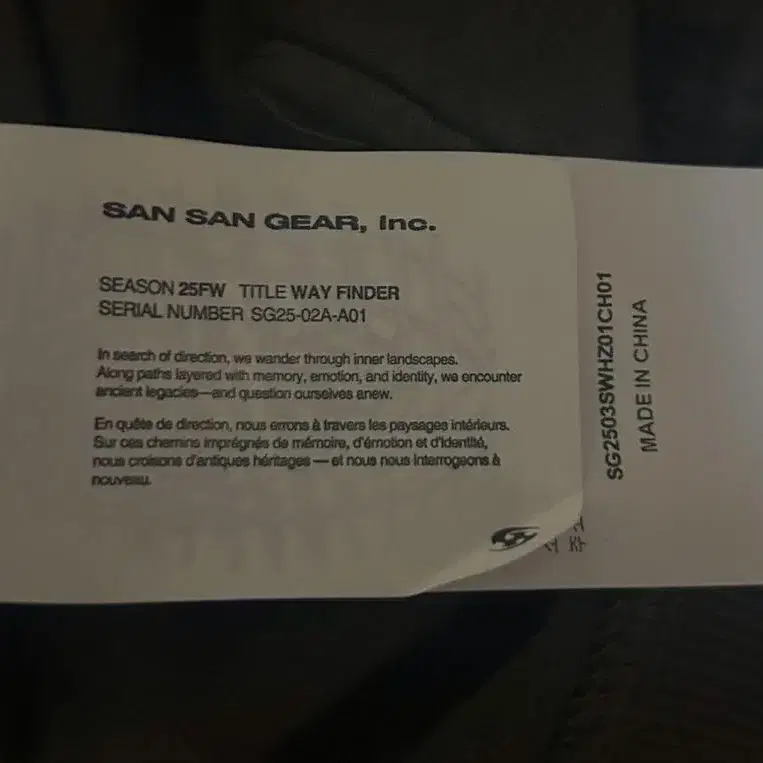 SAN SAN GEAR, Inc.
SEASON 25FW TITLE WAY FINDER
SERIAL NUMBER SG25-02A-A01
In search of direction, we wander through inner landscapes.
Along paths layered with memory, emotion, and identity, we encounter
ancient legacies—and question ourselves anew.
En quête de direction, nous errons à travers les paysages intérieurs.
Sur ces chemins imprégnés de mémoire, d'émotion et d'identité,
nous croisons d'antiques héritages — et nous nous interrogeons à
nouveau.
SG2503SWHZ01CH01
MADE IN CHINA